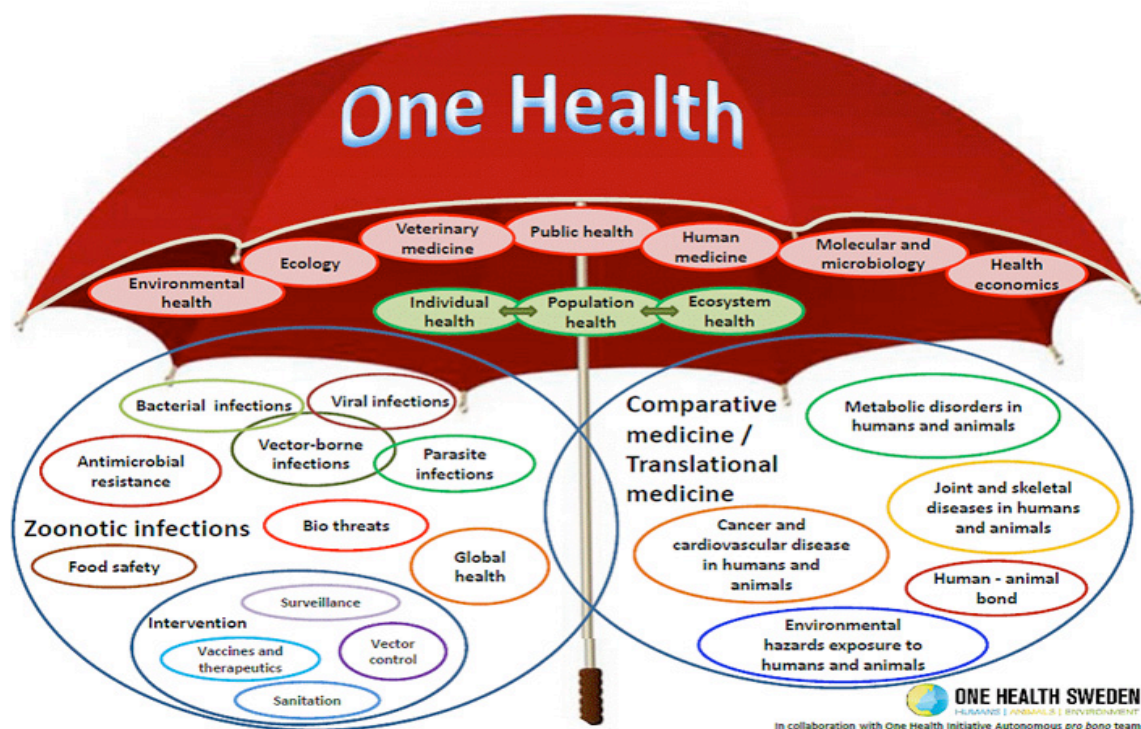 One Health
Public health
Veterinary
medicine
Human
medicine
Molecular and
microbiology
Ecology
Health
economics
Environmental
health
Individual
health
Population
health
Ecosystem
health
Bacterial infections
Viral infections
Vector-borne
infections
Parasite
infections
Antimicrobial
resistance
Zoonotic infections
Bio threats
Food safety
Global
health
Intervention
Surveillance
Vaccines and
therapeutics
Vector
control
Sanitation
Comparative
medicine /
Translational
medicine
Metabolic disorders in
humans and animals
Joint and skeletal
diseases in humans
and animals
Cancer and
cardiovascular disease
in humans and
animals
Human - animal
bond
Environmental
hazards exposure to
humans and animals
ONE HEALTH SWEDEN
HUMANS | ANIMALS | ENVIRONMENT
In collaboration with One Health Initiative Autonomous pro bono team